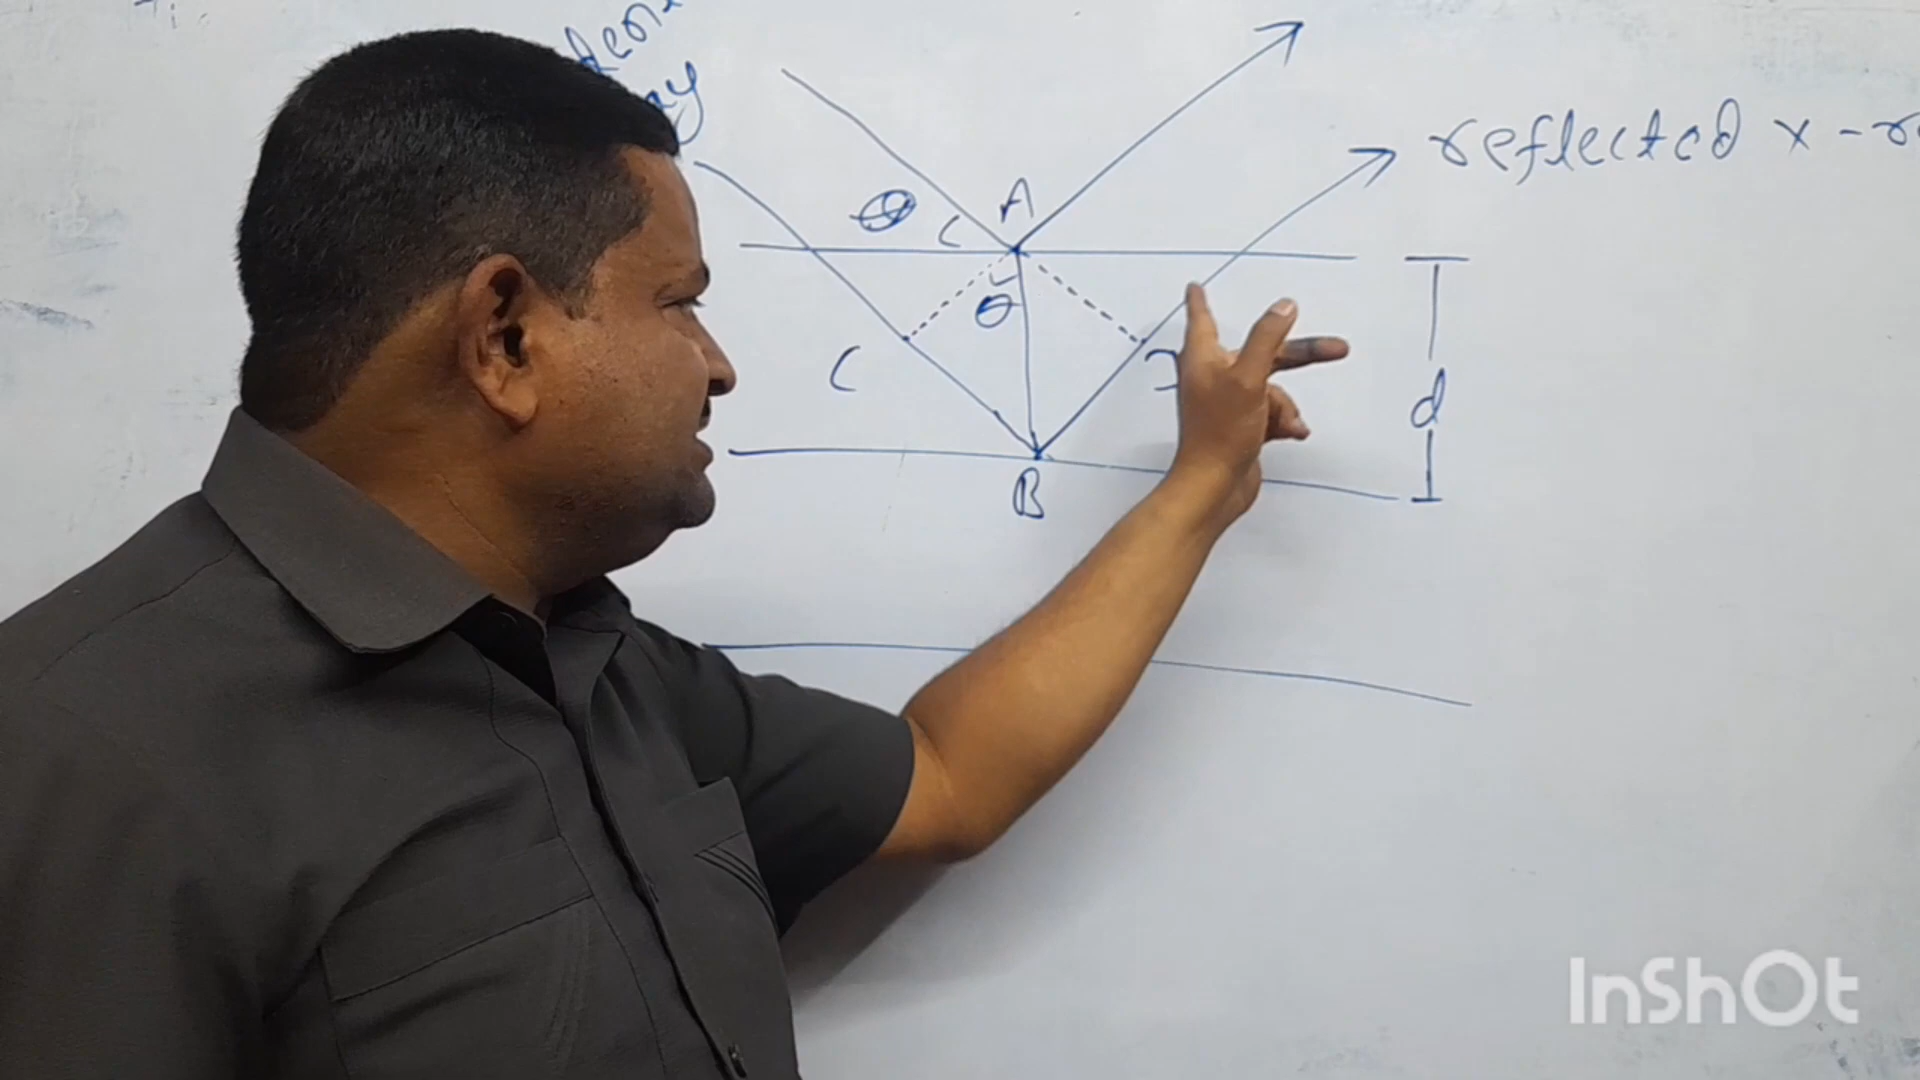 reflected x-r
θ
A
θ
C
d
B
InShOt